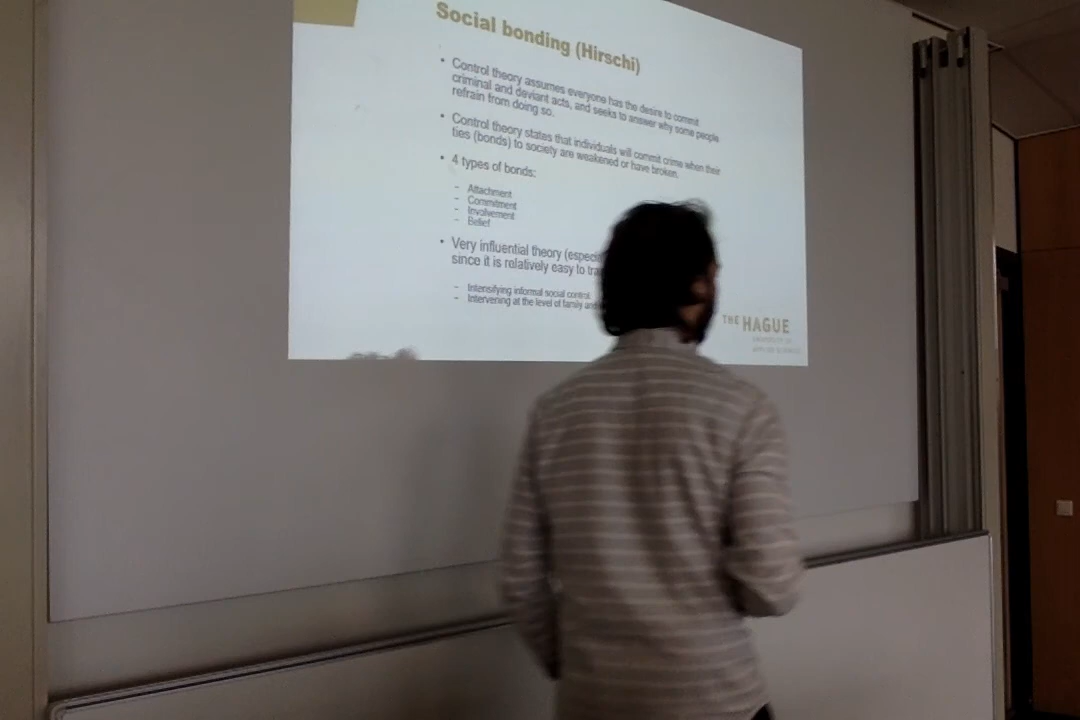 Social bonding (Hirschi)
• Control theory assumes everyone has the desire to commit
criminal and deviant acts, and seeks to answer why some people
refrain from doing so.
• Control theory states that individuals will commit crime when their
ties (bonds) to society are weakened or have broken.
• 4 types of bonds:
– Attachment
– Commitment
– Involvement
– Belief
• Very influential theory
since it is relatively easy to
– Intensifying informal social control
– Intervening at the level of family and
THE HAGUE
UNIVERSITY OF
APPLIED SCIENCES